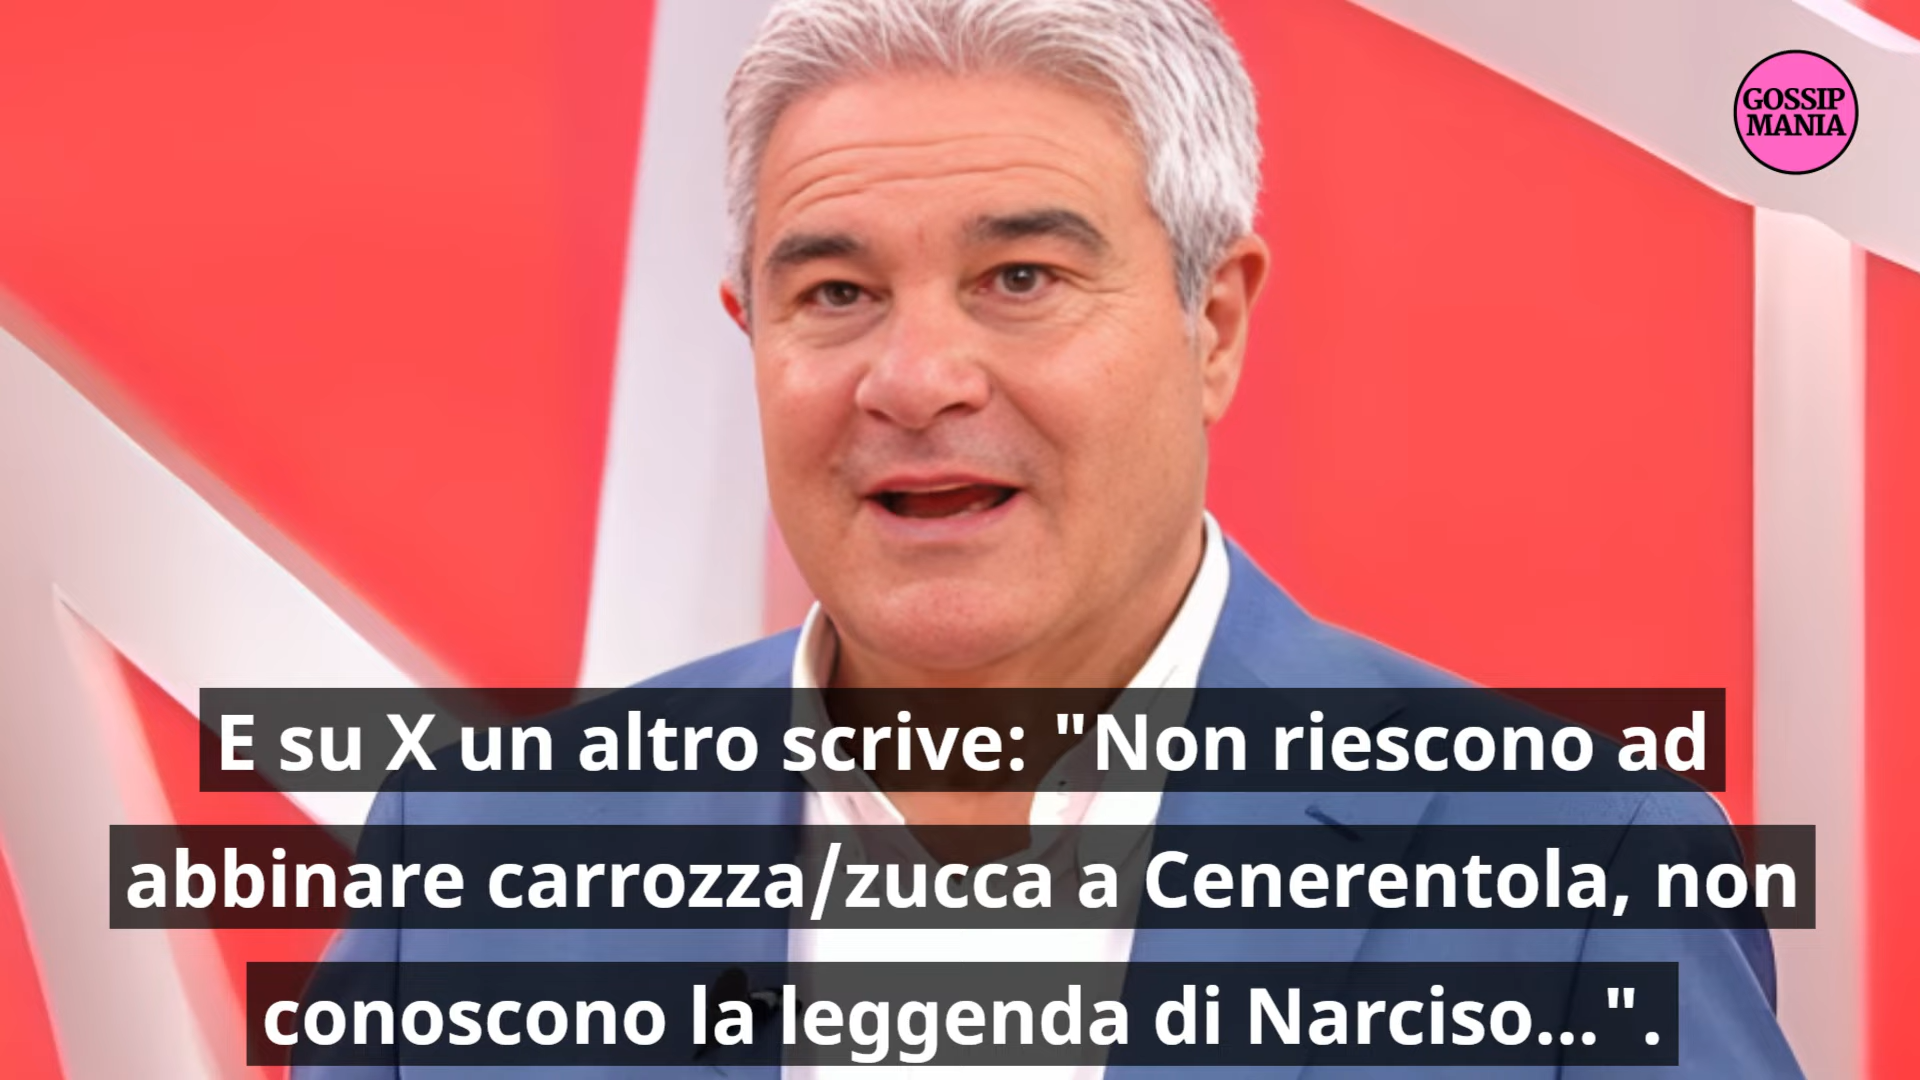 GOSSIP
MANIA
E su X un altro scrive: "Non riescono ad
abbinare carrozza/zucca a Cenerentola, non
conoscono la leggenda di Narciso...".